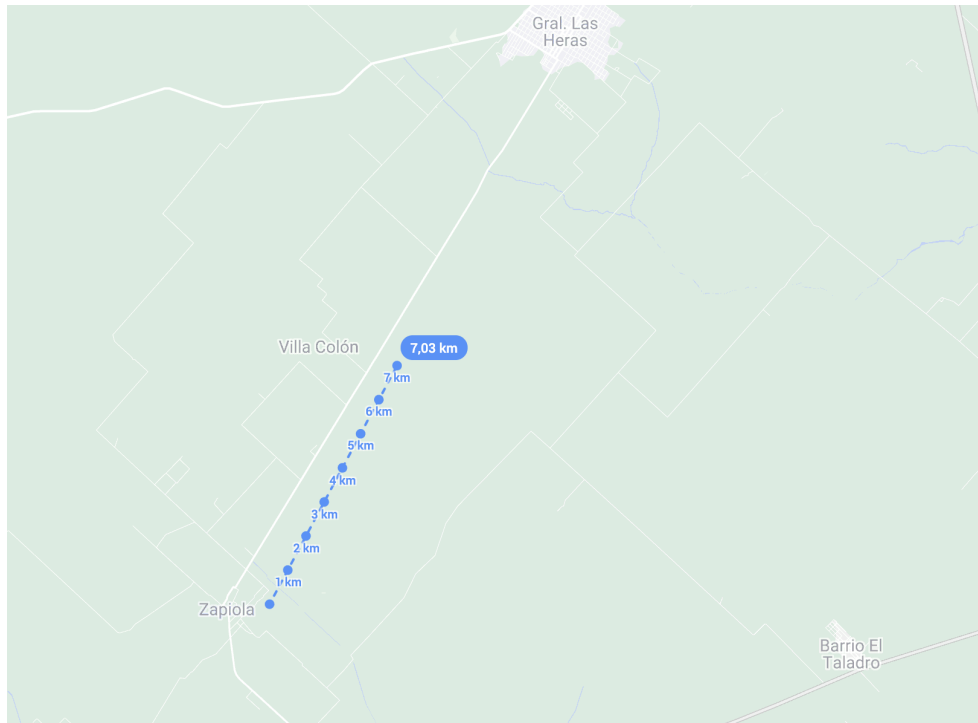 Gral. Las
Heras
Villa Colón
7,03 km
7 km
6 km
5 km
4 km
3 km
2 km
1 km
Zapiola
Barrio El
Taladro